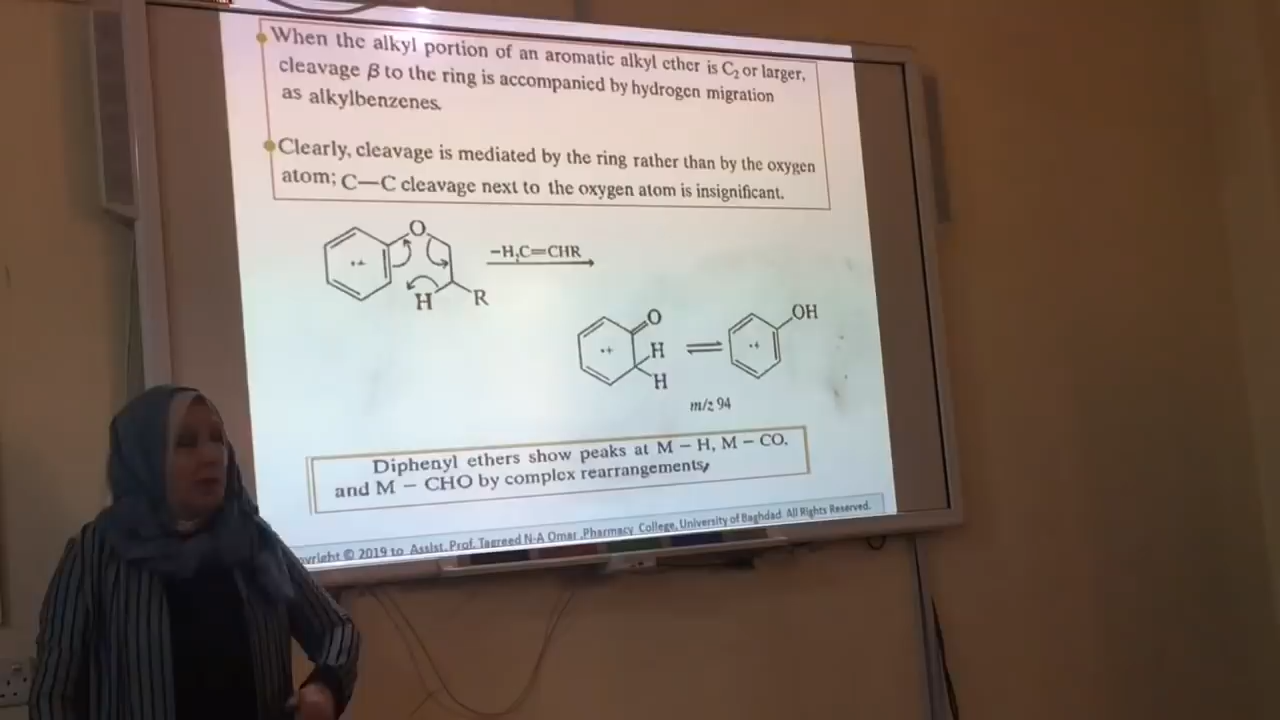 When the alkyl portion of an aromatic alkyl ether is C₂ or larger,
cleavage β to the ring is accompanied by hydrogen migration
as alkylbenzenes.
Clearly, cleavage is mediated by the ring rather than by the oxygen
atom; C—C cleavage next to the oxygen atom is insignificant.
O
H R
−H₂C=CHR
O
H
H
OH
m/z 94
Diphenyl ethers show peaks at M − H, M − CO,
and M − CHO by complex rearrangements,
pyright © 2019 to Assist. Prof. Tagreed N-A Omar ,Pharmacy College, University of Baghdad All Rights Reserved.